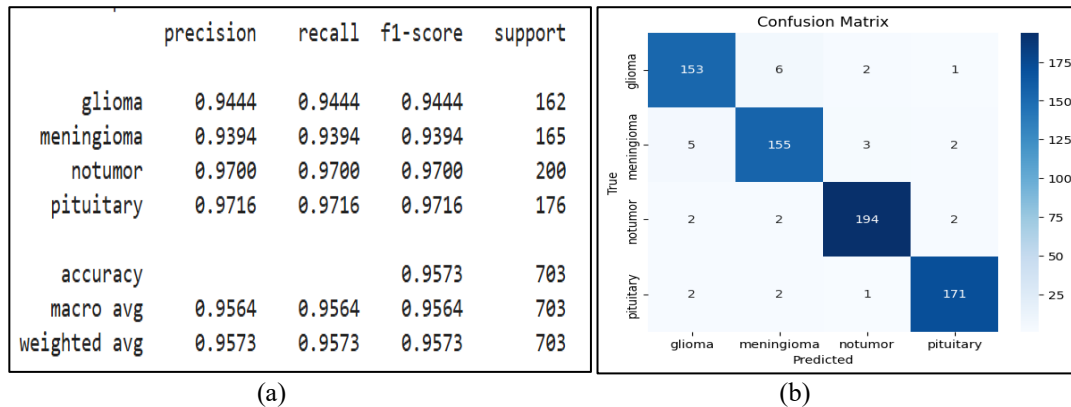 precision recall f1-score support
glioma 0.9444 0.9444 0.9444 162
meningioma 0.9394 0.9394 0.9394 165
notumor 0.9700 0.9700 0.9700 200
pituitary 0.9716 0.9716 0.9716 176
accuracy 0.9573 703
macro avg 0.9564 0.9564 0.9564 703
weighted avg 0.9573 0.9573 0.9573 703
(a)
Confusion Matrix
glioma 153 6 2 1
meningioma 5 155 3 2
notumor 2 2 194 2
pituitary 2 2 1 171
True
glioma meningioma notumor pituitary
Predicted
175
150
125
100
75
50
25
(b)